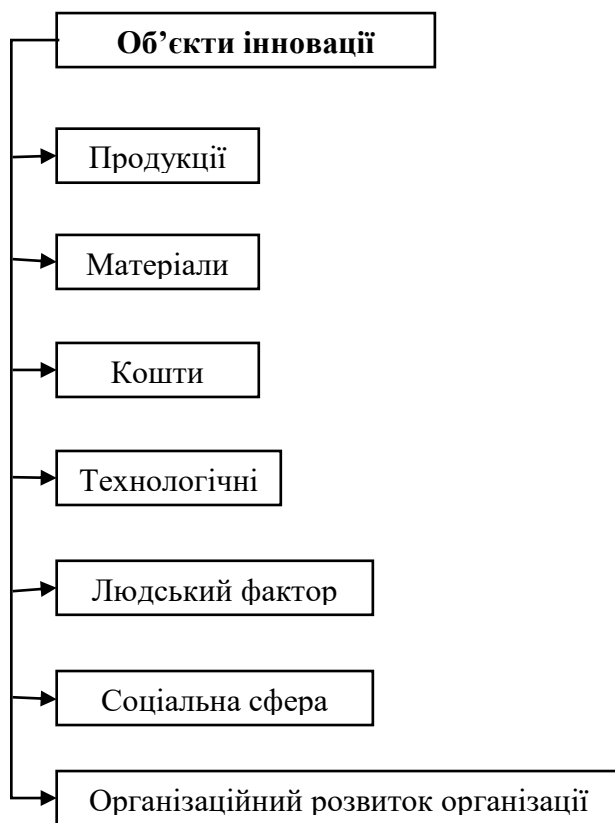 Об’єкти інновації
Продукції
Матеріали
Кошти
Технологічні
Людський фактор
Соціальна сфера
Організаційний розвиток організації